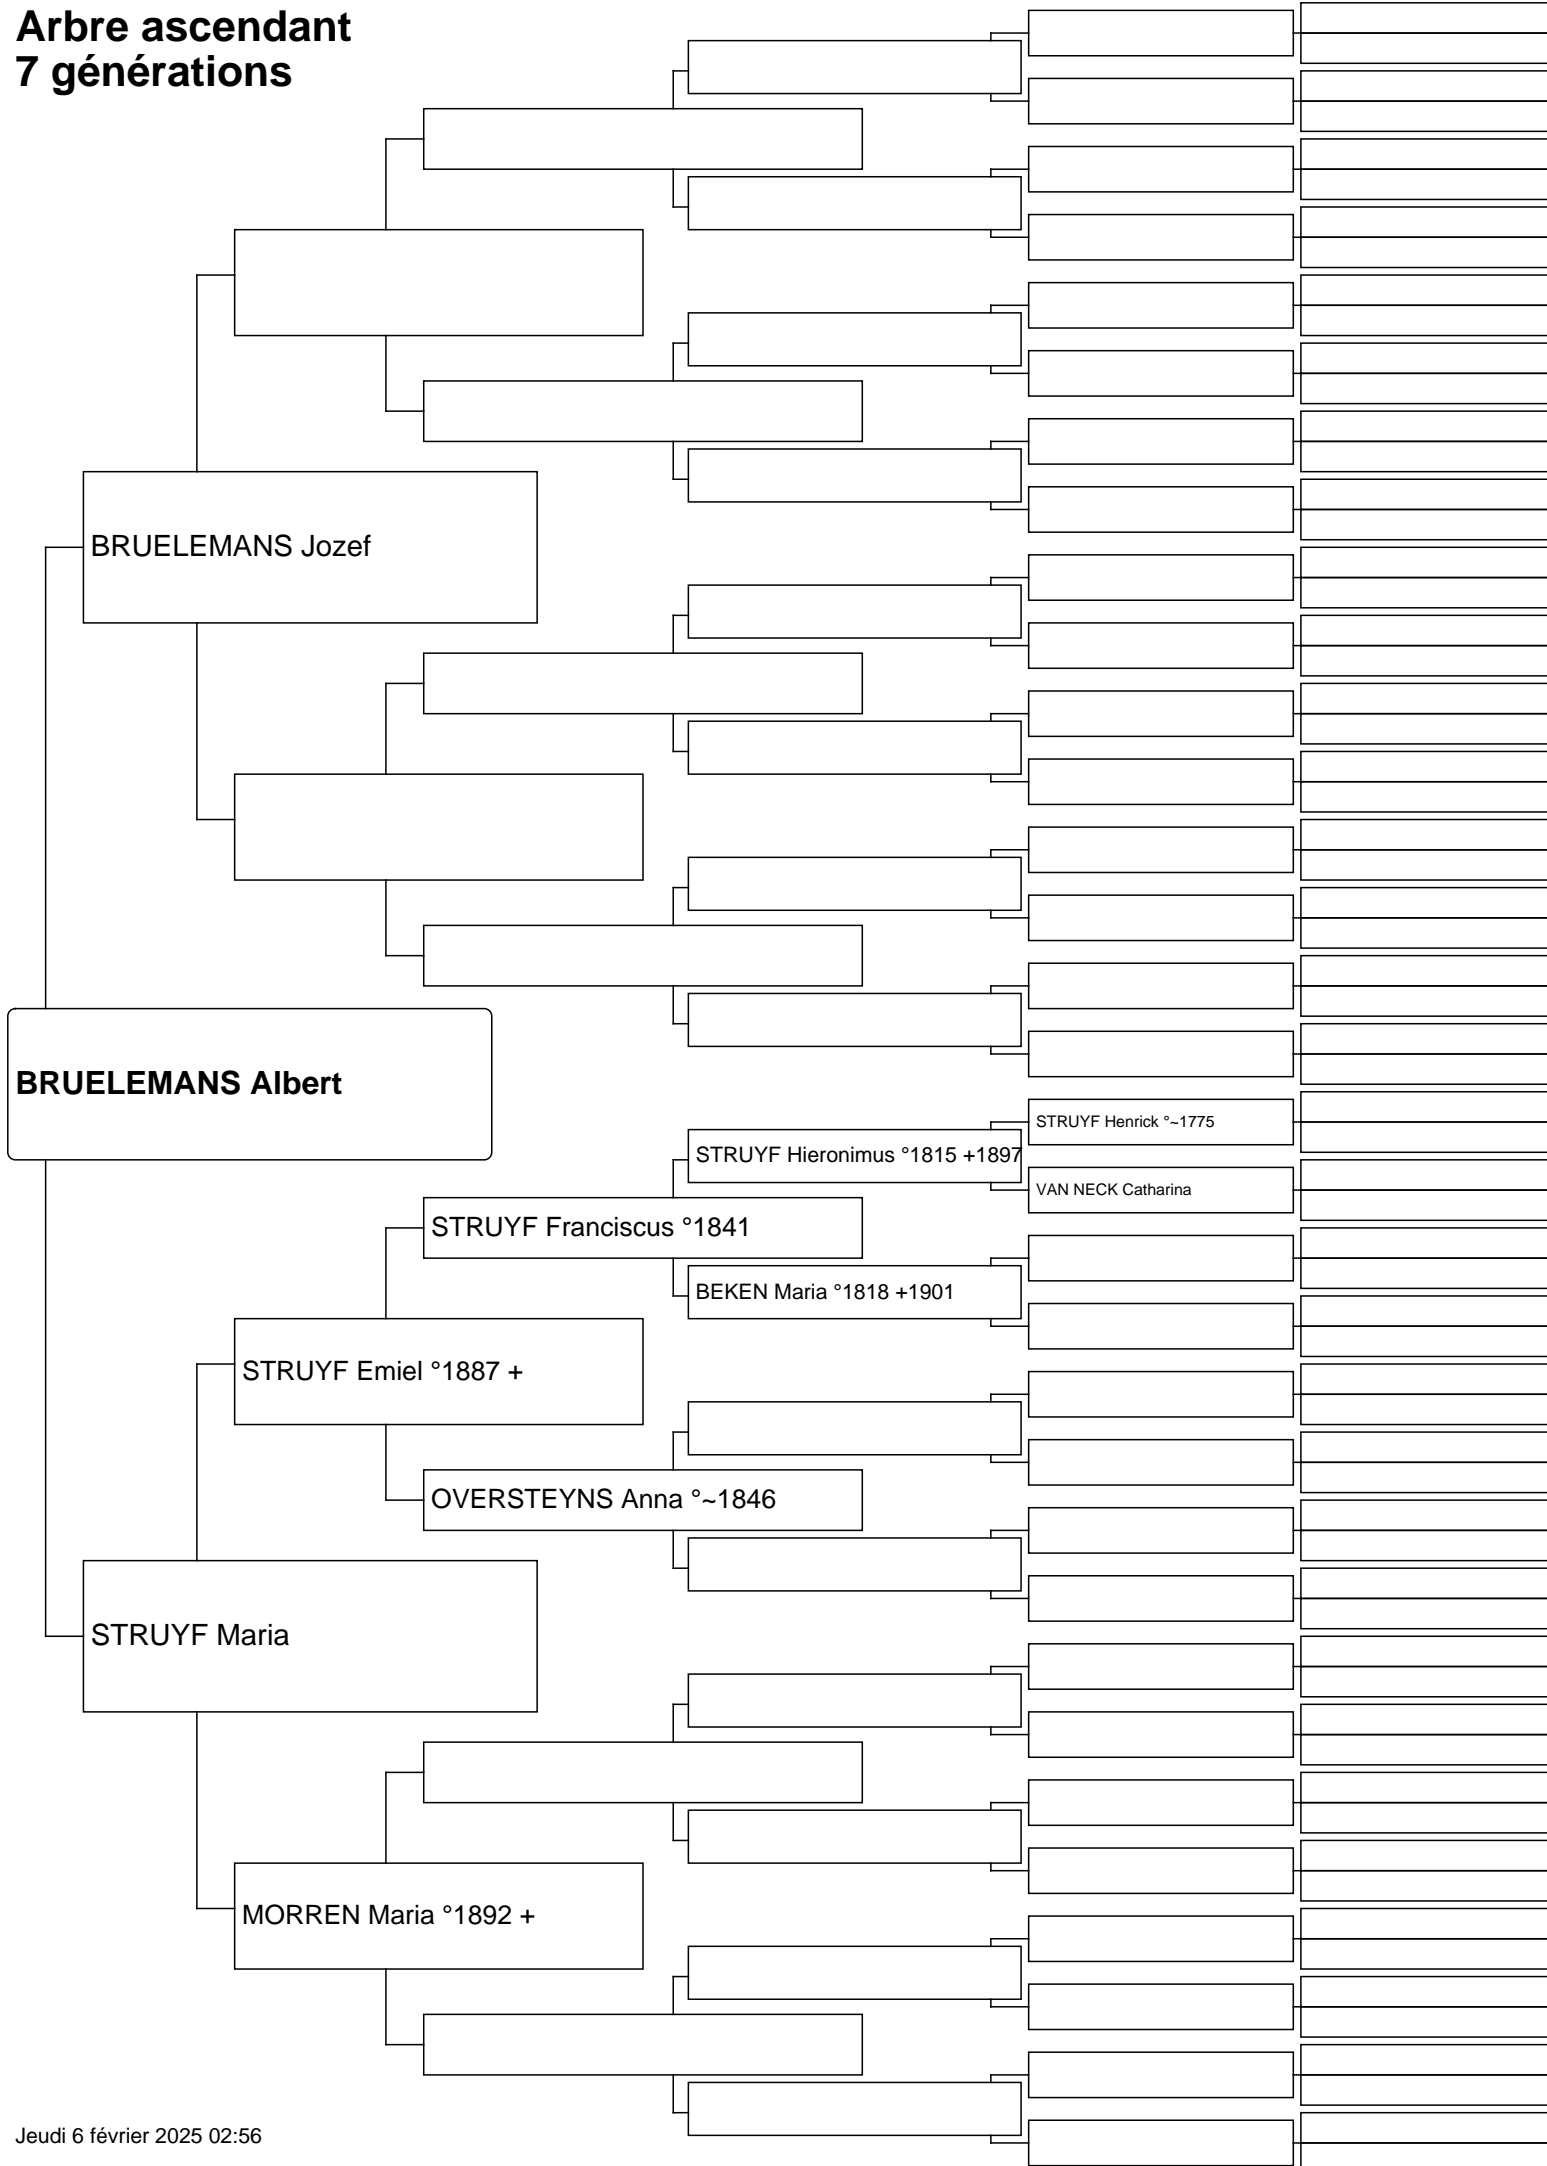 Arbre ascendant
7 générations
BRUELEMANS Jozef
BRUELEMANS Albert
STRUYF Henrick °~1775
STRUYF Hieronimus °1815 +1897
VAN NECK Catharina
STRUYF Franciscus °1841
BEKEN Maria °1818 +1901
STRUYF Emiel °1887 +
OVERSTEYNS Anna °~1846
STRUYF Maria
MORREN Maria °1892 +
Jeudi 6 février 2025 02:56